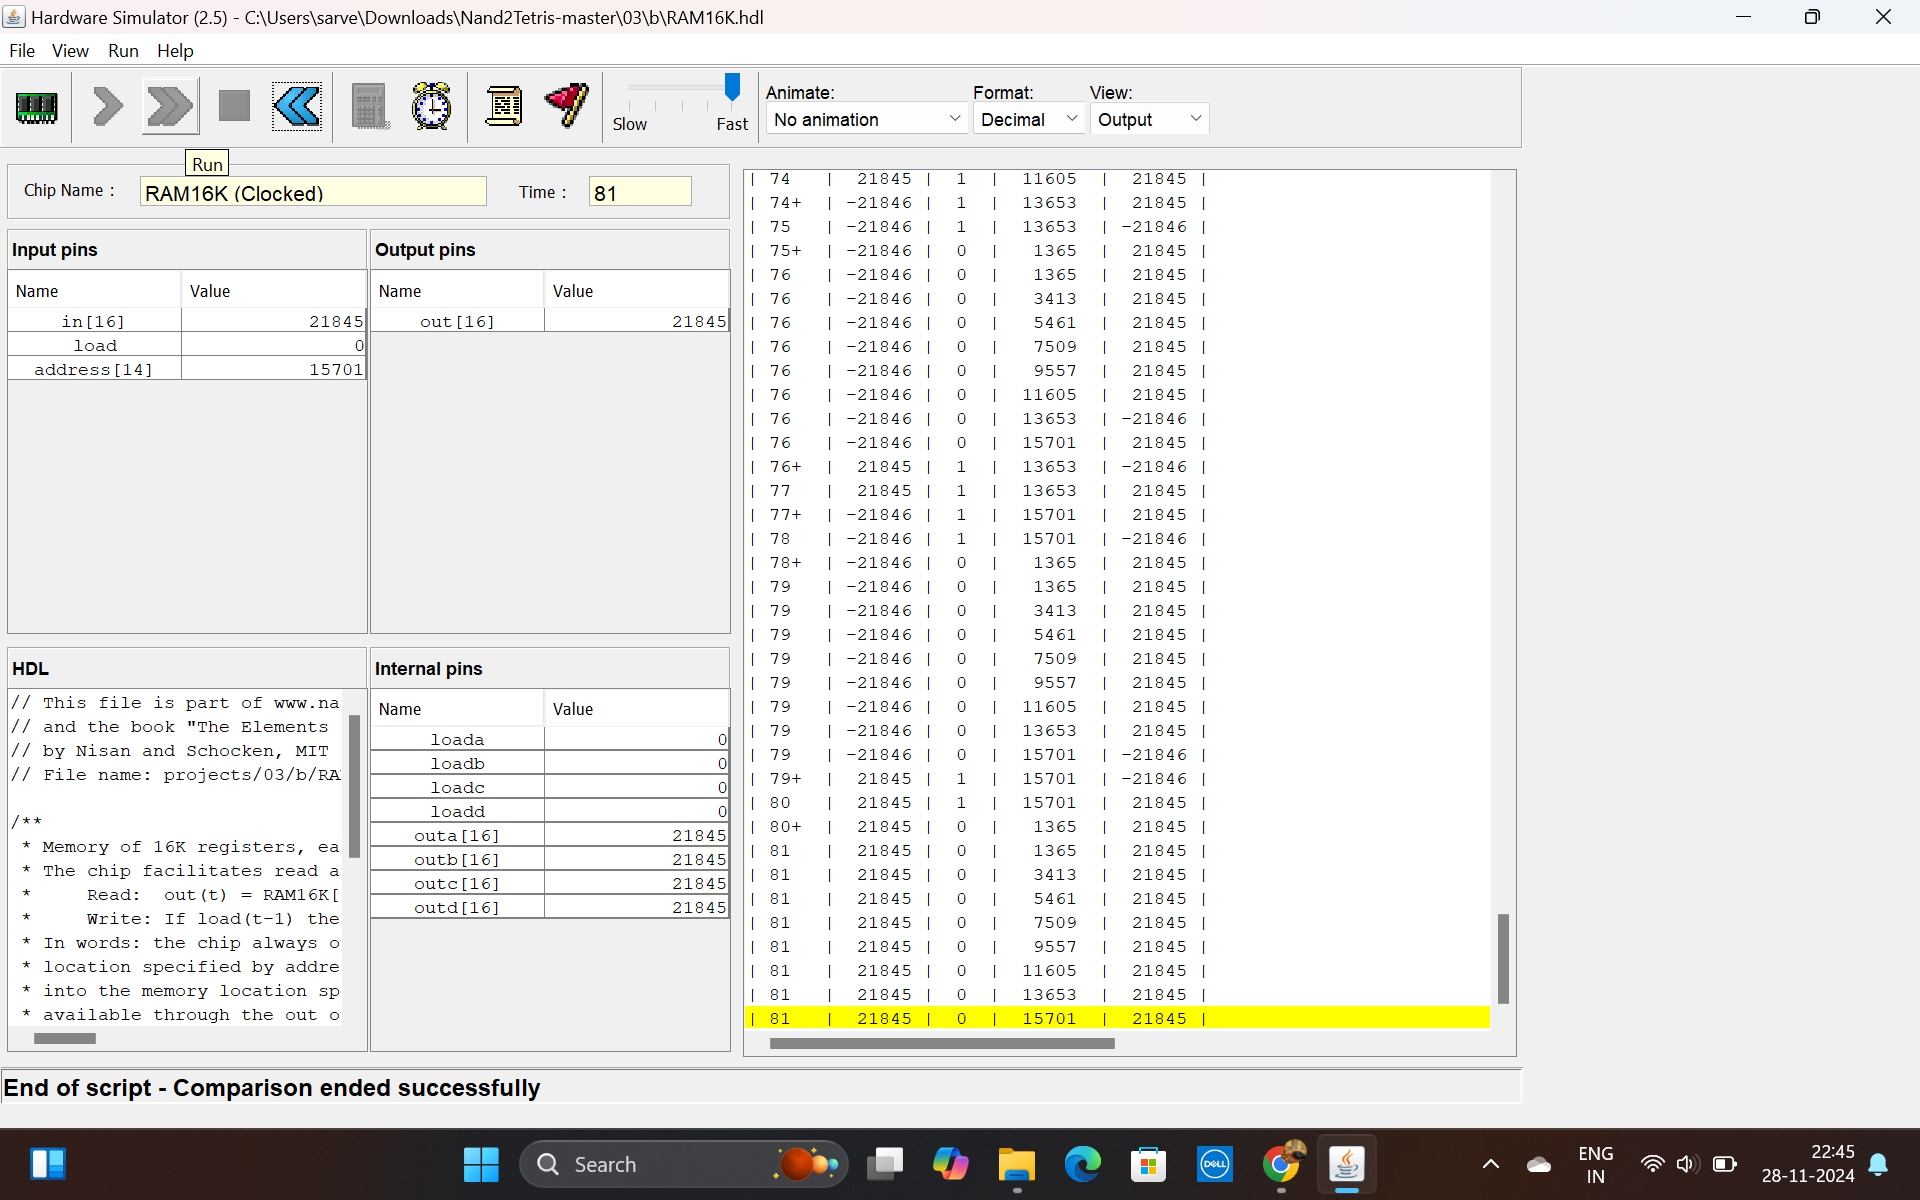 Hardware Simulator (2.5) - C:\Users\sarve\Downloads\Nand2Tetris-master\03\b\RAM16K.hdl
File View Run Help
Slow Fast
Animate: Format: View:
No animation Decimal Output
Run
Chip Name : RAM16K (Clocked) Time : 81
Input pins
Name Value
in[16] 21845
load 0
address[14] 15701
Output pins
Name Value
out[16] 21845
HDL
// This file is part of www.na
// and the book "The Elements
// by Nisan and Schocken, MIT
// File name: projects/03/b/RA
/**
* Memory of 16K registers, ea
* The chip facilitates read a
* Read: out(t) = RAM16K[
* Write: If load(t-1) the
* In words: the chip always o
* location specified by addre
* into the memory location sp
* available through the out o
Internal pins
Name Value
loada 0
loadb 0
loadc 0
loadd 0
outa[16] 21845
outb[16] 21845
outc[16] 21845
outd[16] 21845
| 74 | 21845 | 1 | 11605 | 21845 |
| 74+ | -21846 | 1 | 13653 | 21845 |
| 75 | -21846 | 1 | 13653 | -21846 |
| 75+ | -21846 | 0 | 1365 | 21845 |
| 76 | -21846 | 0 | 1365 | 21845 |
| 76 | -21846 | 0 | 3413 | 21845 |
| 76 | -21846 | 0 | 5461 | 21845 |
| 76 | -21846 | 0 | 7509 | 21845 |
| 76 | -21846 | 0 | 9557 | 21845 |
| 76 | -21846 | 0 | 11605 | 21845 |
| 76 | -21846 | 0 | 13653 | -21846 |
| 76 | -21846 | 0 | 15701 | 21845 |
| 76+ | 21845 | 1 | 13653 | -21846 |
| 77 | 21845 | 1 | 13653 | 21845 |
| 77+ | -21846 | 1 | 15701 | 21845 |
| 78 | -21846 | 1 | 15701 | -21846 |
| 78+ | -21846 | 0 | 1365 | 21845 |
| 79 | -21846 | 0 | 1365 | 21845 |
| 79 | -21846 | 0 | 3413 | 21845 |
| 79 | -21846 | 0 | 5461 | 21845 |
| 79 | -21846 | 0 | 7509 | 21845 |
| 79 | -21846 | 0 | 9557 | 21845 |
| 79 | -21846 | 0 | 11605 | 21845 |
| 79 | -21846 | 0 | 13653 | 21845 |
| 79 | -21846 | 0 | 15701 | -21846 |
| 79+ | 21845 | 1 | 15701 | -21846 |
| 80 | 21845 | 1 | 15701 | 21845 |
| 80+ | 21845 | 0 | 1365 | 21845 |
| 81 | 21845 | 0 | 1365 | 21845 |
| 81 | 21845 | 0 | 3413 | 21845 |
| 81 | 21845 | 0 | 5461 | 21845 |
| 81 | 21845 | 0 | 7509 | 21845 |
| 81 | 21845 | 0 | 9557 | 21845 |
| 81 | 21845 | 0 | 11605 | 21845 |
| 81 | 21845 | 0 | 13653 | 21845 |
| 81 | 21845 | 0 | 15701 | 21845 |
End of script - Comparison ended successfully
Search
DELL
ENG
IN
22:45
28-11-2024